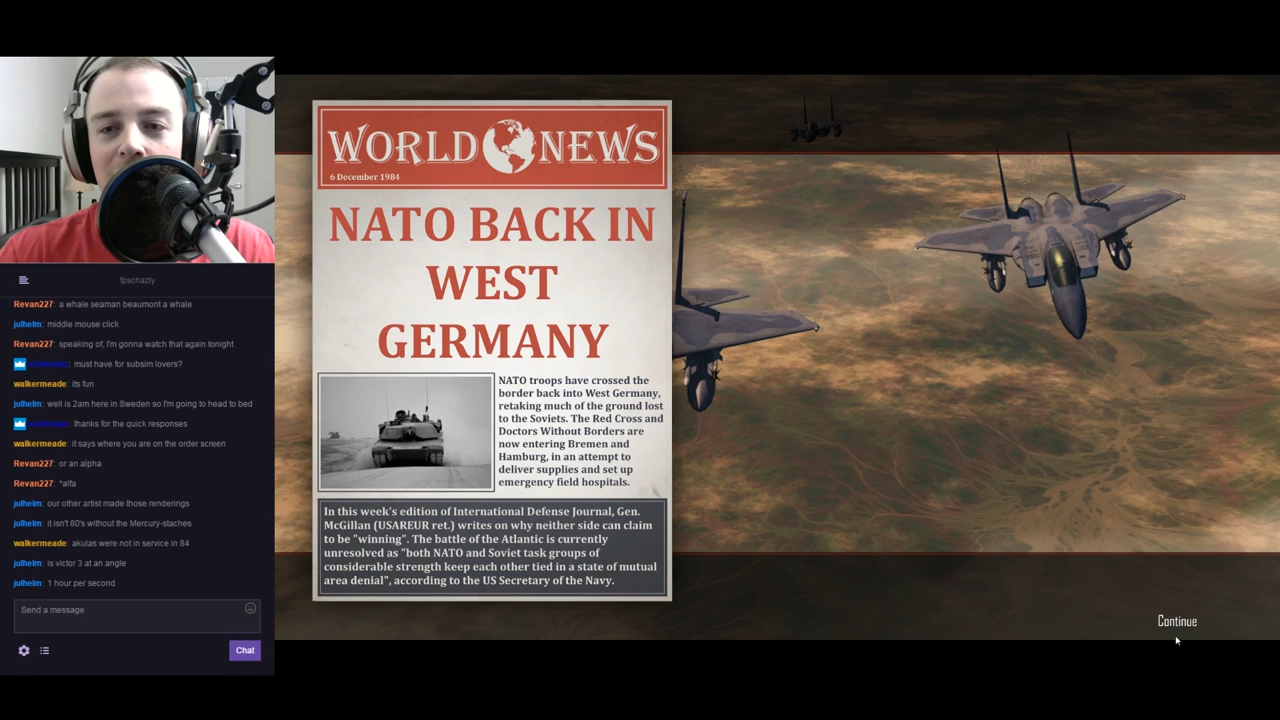 fpschazly
Revan227: a whale seaman beaumont a whale
julhelm: middle mouse click
Revan227: speaking of, I'm gonna watch that again tonight
: must have for subsim lovers?
walkermeade: its fun
julhelm: well is 2am here in Sweden so I'm going to head to bed
: thanks for the quick responses
walkermeade: it says where you are on the order screen
Revan227: or an alpha
Revan227: *alfa
julhelm: our other artist made those renderings
julhelm: it isn't 80's without the Mercury-staches
walkermeade: akulas were not in service in 84
julhelm: is victor 3 at an angle
julhelm: 1 hour per second
Send a message
Chat
WORLD NEWS
6 December 1984
NATO BACK IN
WEST
GERMANY
NATO troops have crossed the
border back into West Germany,
retaking much of the ground lost
to the Soviets. The Red Cross and
Doctors Without Borders are
now entering Bremen and
Hamburg, in an attempt to
deliver supplies and set up
emergency field hospitals.
In this week's edition of International Defense Journal, Gen.
McGillan (USAREUR ret.) writes on why neither side can claim
to be "winning". The battle of the Atlantic is currently
unresolved as "both NATO and Soviet task groups of
considerable strength keep each other tied in a state of mutual
area denial", according to the US Secretary of the Navy.
Continue